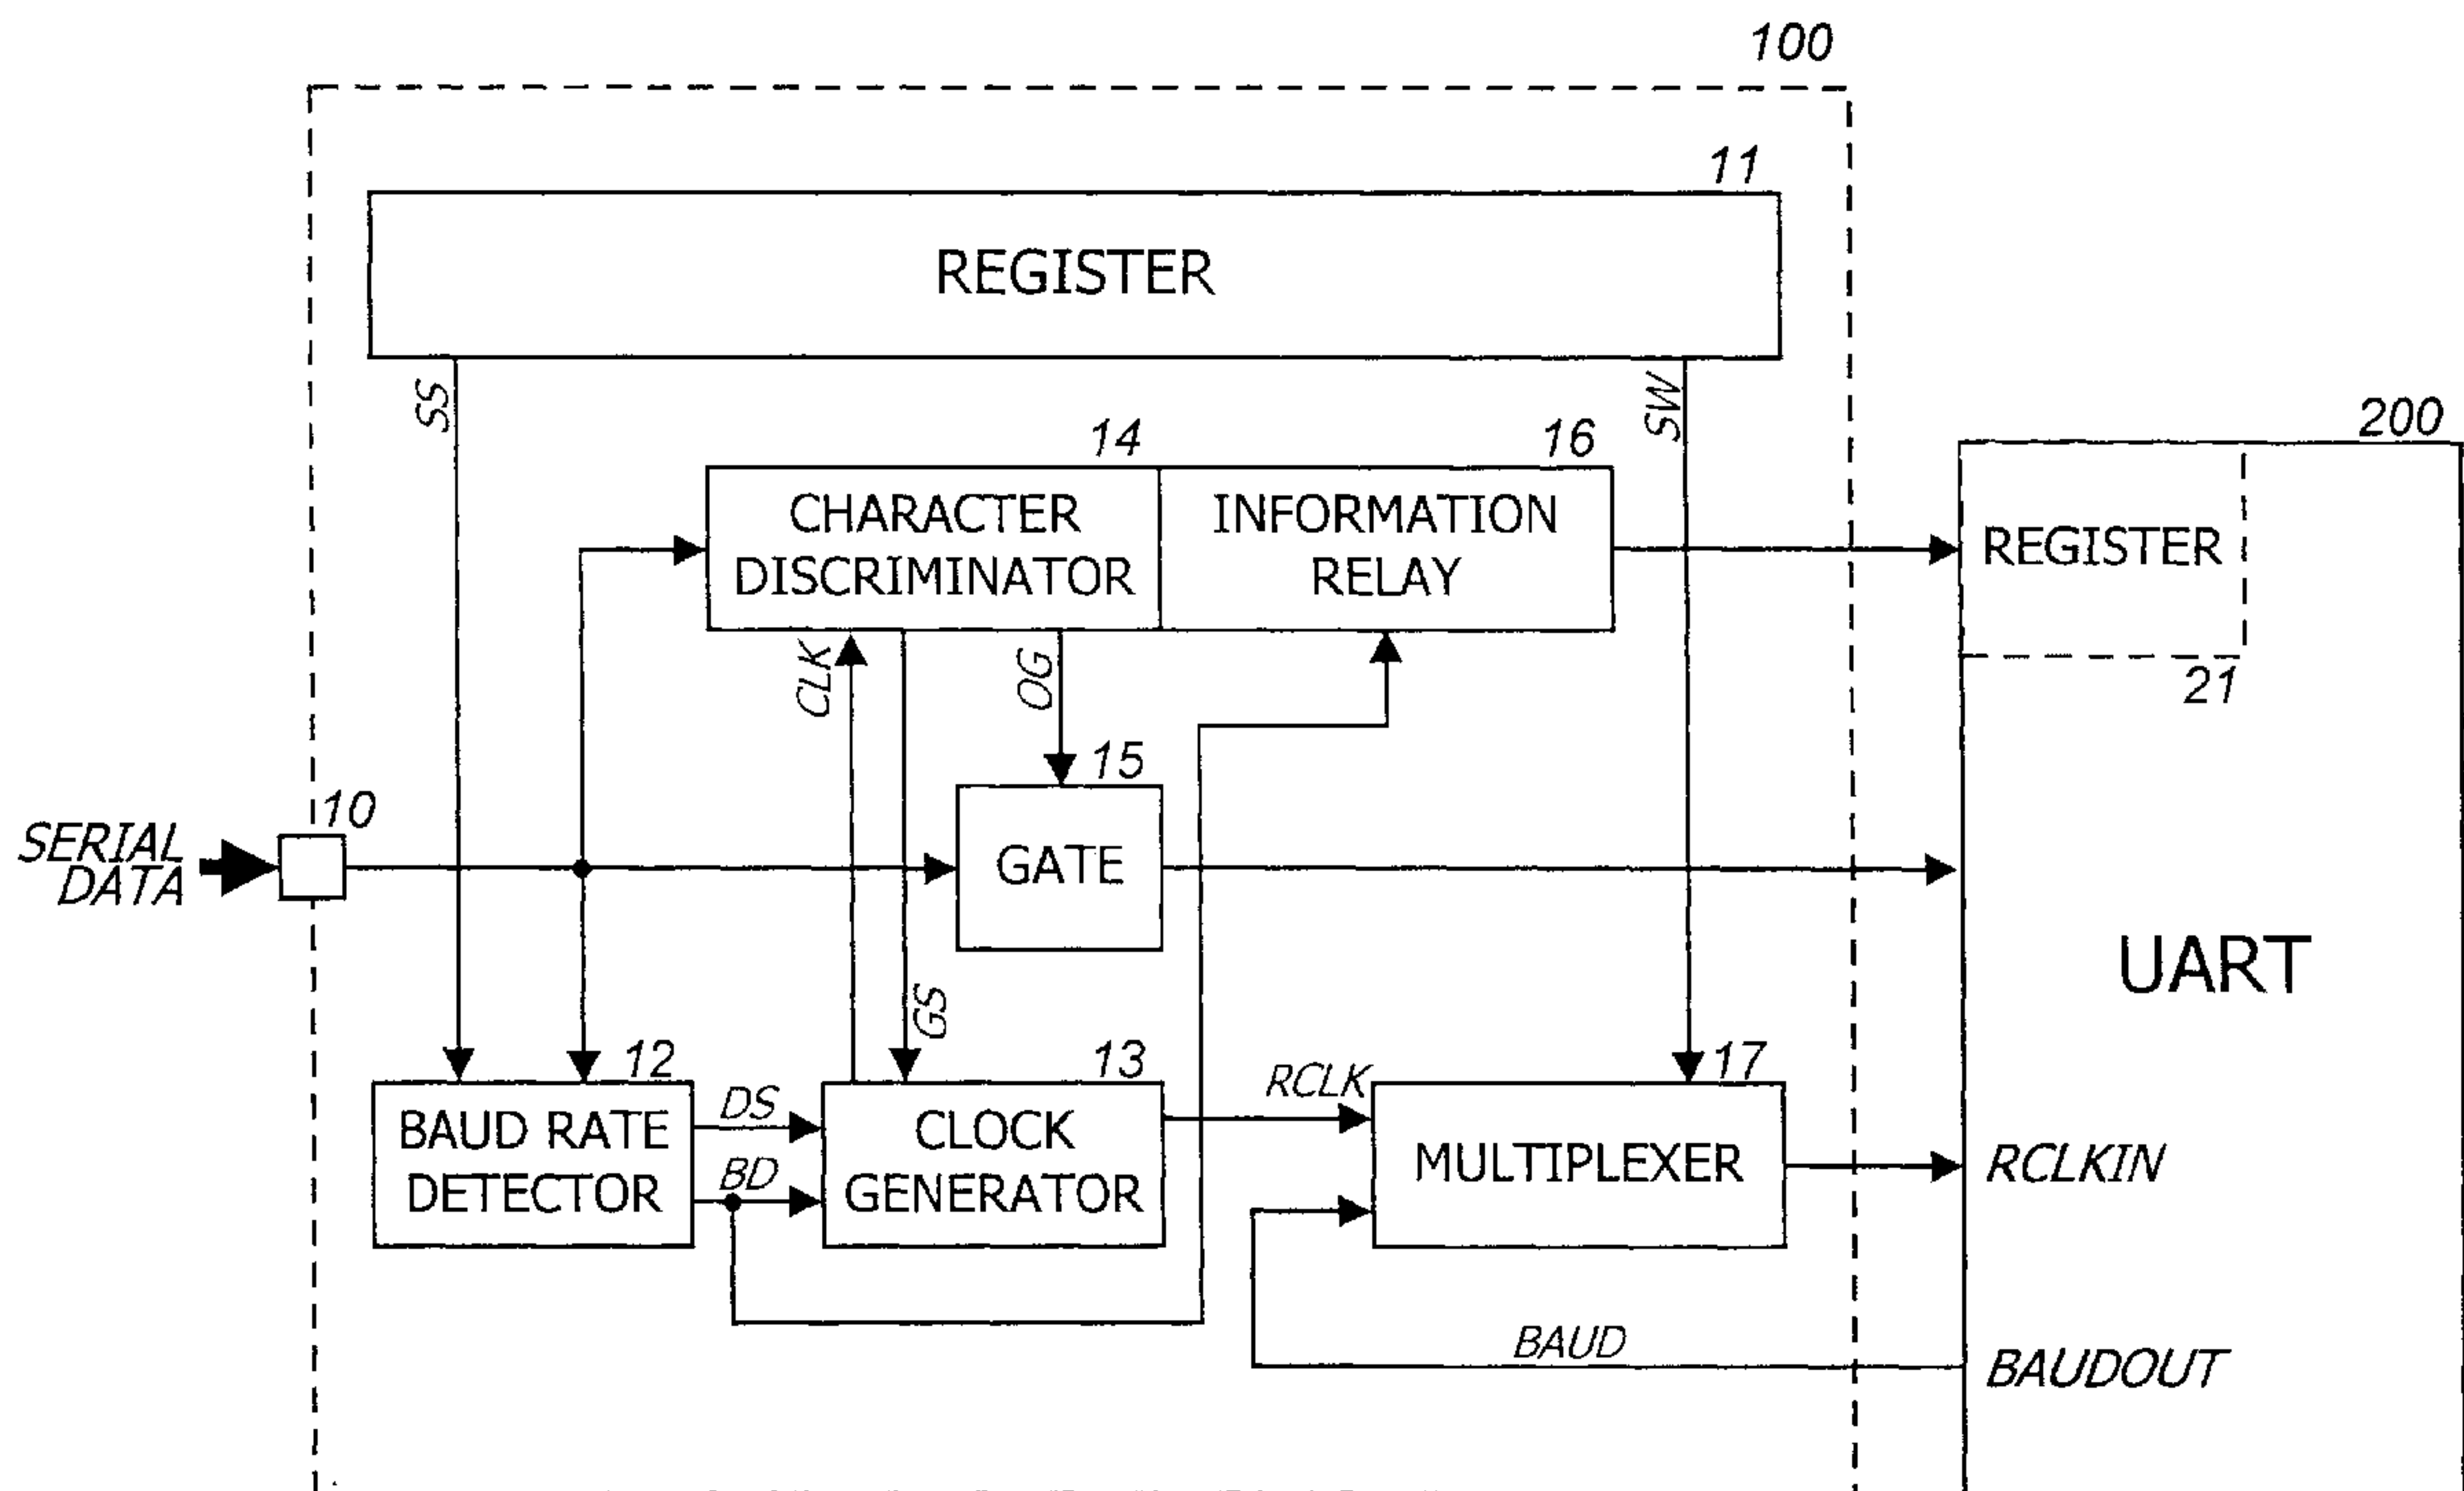 100
11
REGISTER
SS
SW
14
16
200
CHARACTER
DISCRIMINATOR
INFORMATION
RELAY
REGISTER
21
CLK
OG
15
10
SERIAL
DATA
GATE
UART
GS
12
13
17
DS
BD
RCLK
BAUD RATE
DETECTOR
CLOCK
GENERATOR
MULTIPLEXER
RCLKIN
BAUD
BAUDOUT